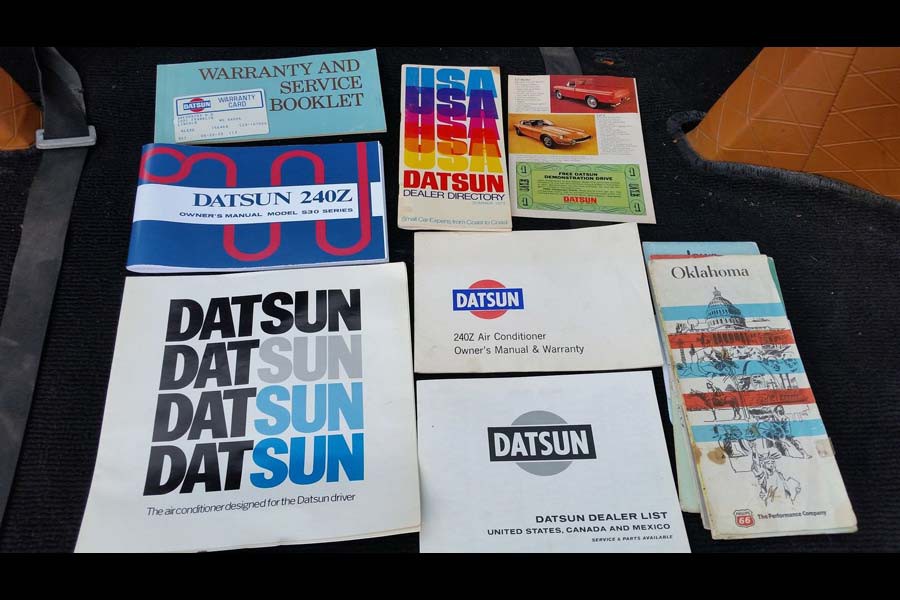 WARRANTY AND
SERVICE
BOOKLET
DATSUN
WARRANTY
CARD
DATSUN 240Z
OWNER'S MANUAL MODEL S30 SERIES
USA
USA
USA
USA
DATSUN
DEALER DIRECTORY
Small Car Experts from Coast to Coast
FREE DATSUN
DEMONSTRATION DRIVE
DATSUN
DATSUN
240Z Air Conditioner
Owner's Manual & Warranty
Iowa
Oklahoma
PHILLIPS
66
The Performance Company
DATSUN
DATSUN
DATSUN
DATSUN
The air conditioner designed for the Datsun driver
DATSUN
DATSUN DEALER LIST
UNITED STATES, CANADA AND MEXICO
SERVICE & PARTS AVAILABLE